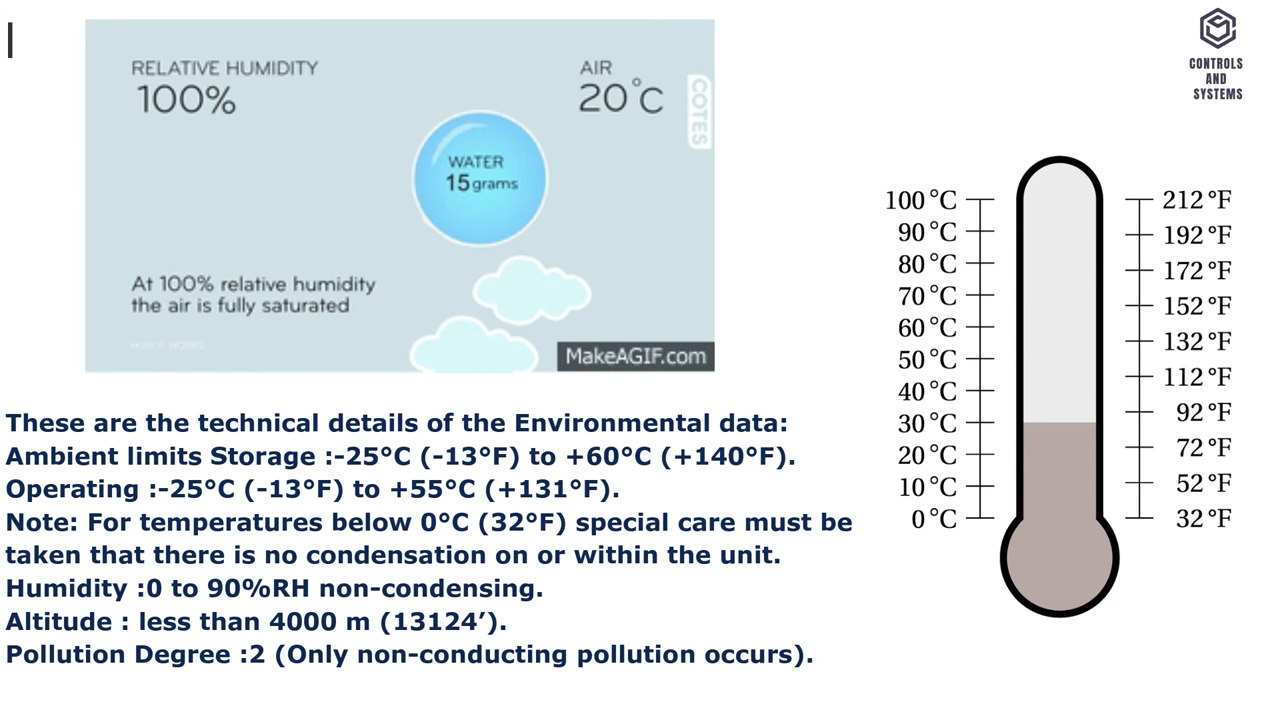 RELATIVE HUMIDITY
100%
AIR
20°C
COTES
WATER
15 grams
At 100% relative humidity
the air is fully saturated
HOW IT WORKS
MakeAGIF.com
CONTROLS
AND
SYSTEMS
100 °C
90 °C
80 °C
70 °C
60 °C
50 °C
40 °C
30 °C
20 °C
10 °C
0 °C
212 °F
192 °F
172 °F
152 °F
132 °F
112 °F
92 °F
72 °F
52 °F
32 °F
These are the technical details of the Environmental data:
Ambient limits Storage :-25°C (-13°F) to +60°C (+140°F).
Operating :-25°C (-13°F) to +55°C (+131°F).
Note: For temperatures below 0°C (32°F) special care must be
taken that there is no condensation on or within the unit.
Humidity :0 to 90%RH non-condensing.
Altitude : less than 4000 m (13124’).
Pollution Degree :2 (Only non-conducting pollution occurs).